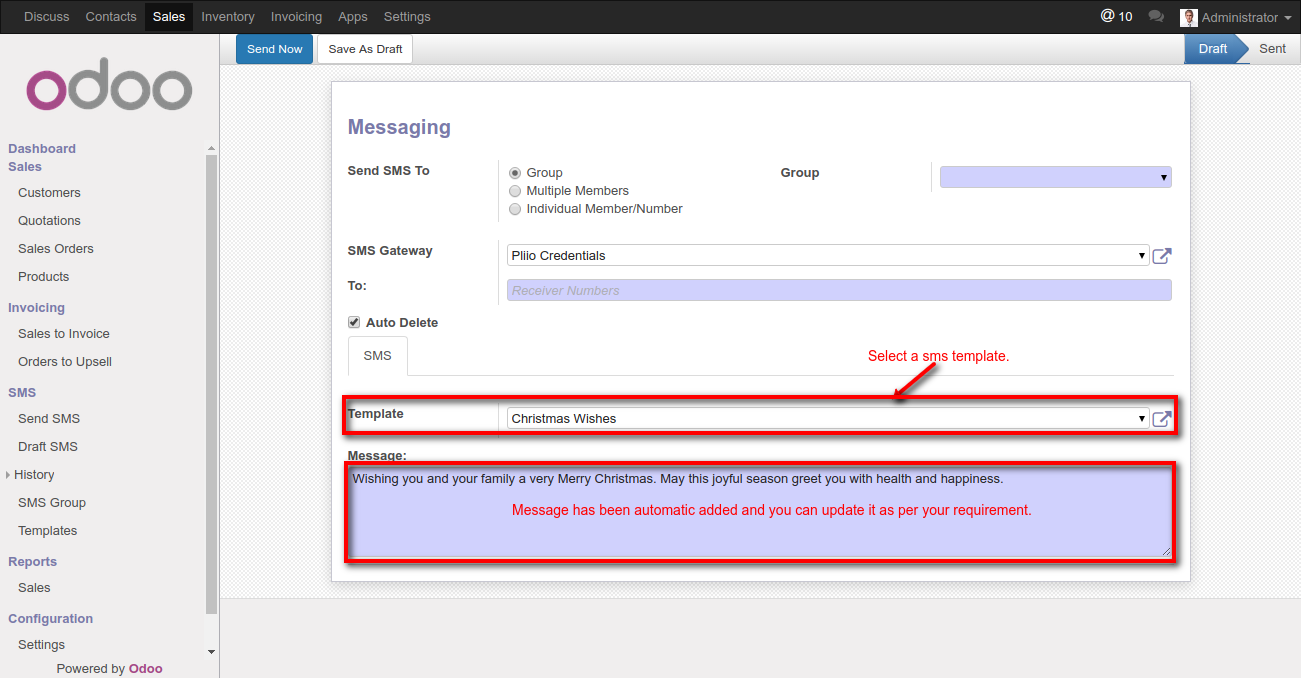 Discuss Contacts Sales Inventory Invoicing Apps Settings @ 10 Administrator
Send Now Save As Draft Draft Sent
odoo
Dashboard
Sales
Customers
Quotations
Sales Orders
Products
Invoicing
Sales to Invoice
Orders to Upsell
SMS
Send SMS
Draft SMS
History
SMS Group
Templates
Reports
Sales
Configuration
Settings
Powered by Odoo
Messaging
Send SMS To
Group
Multiple Members
Individual Member/Number
Group
SMS Gateway
Pliio Credentials
To:
Receiver Numbers
Auto Delete
SMS
Select a sms template.
Template
Christmas Wishes
Message:
Wishing you and your family a very Merry Christmas. May this joyful season greet you with health and happiness.
Message has been automatic added and you can update it as per your requirement.